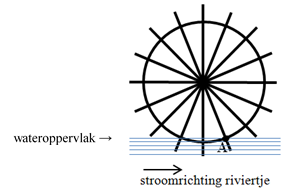 wateroppervlak →
A
stroomrichting riviertje